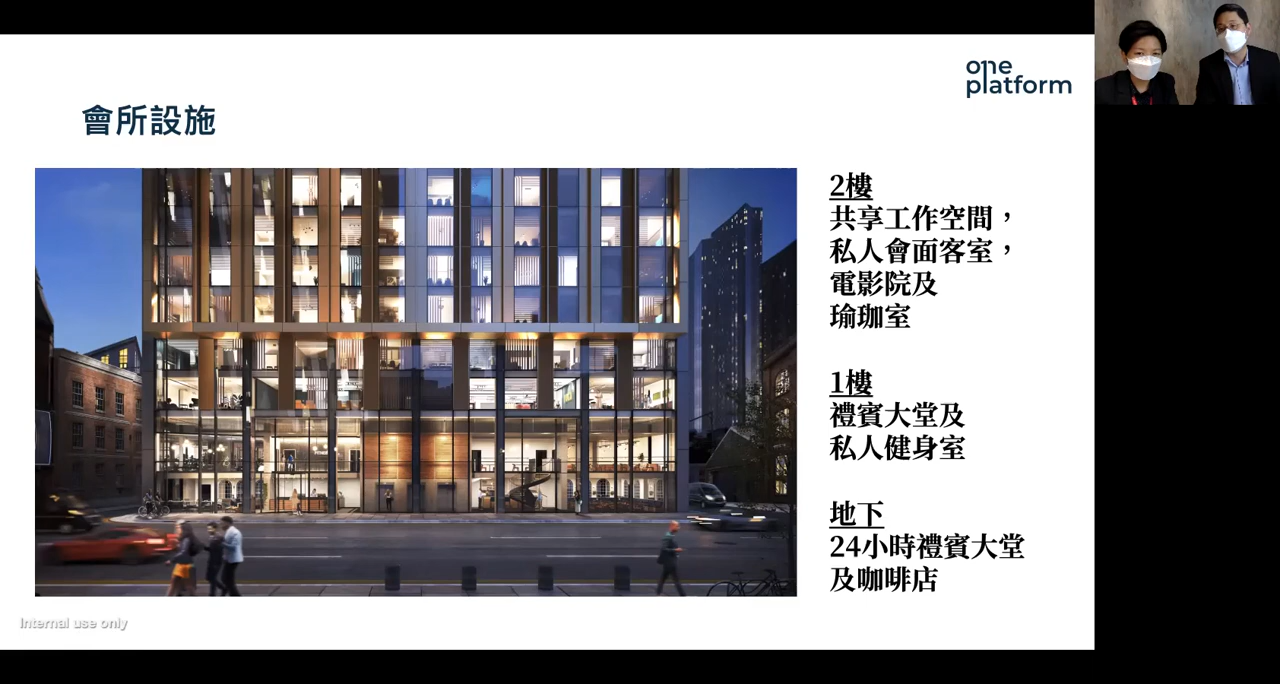 one
platform
會所設施
2樓
共享工作空間，
私人會面客室，
電影院及
瑜珈室
1樓
禮賓大堂及
私人健身室
地下
24小時禮賓大堂
及咖啡店
Internal use only